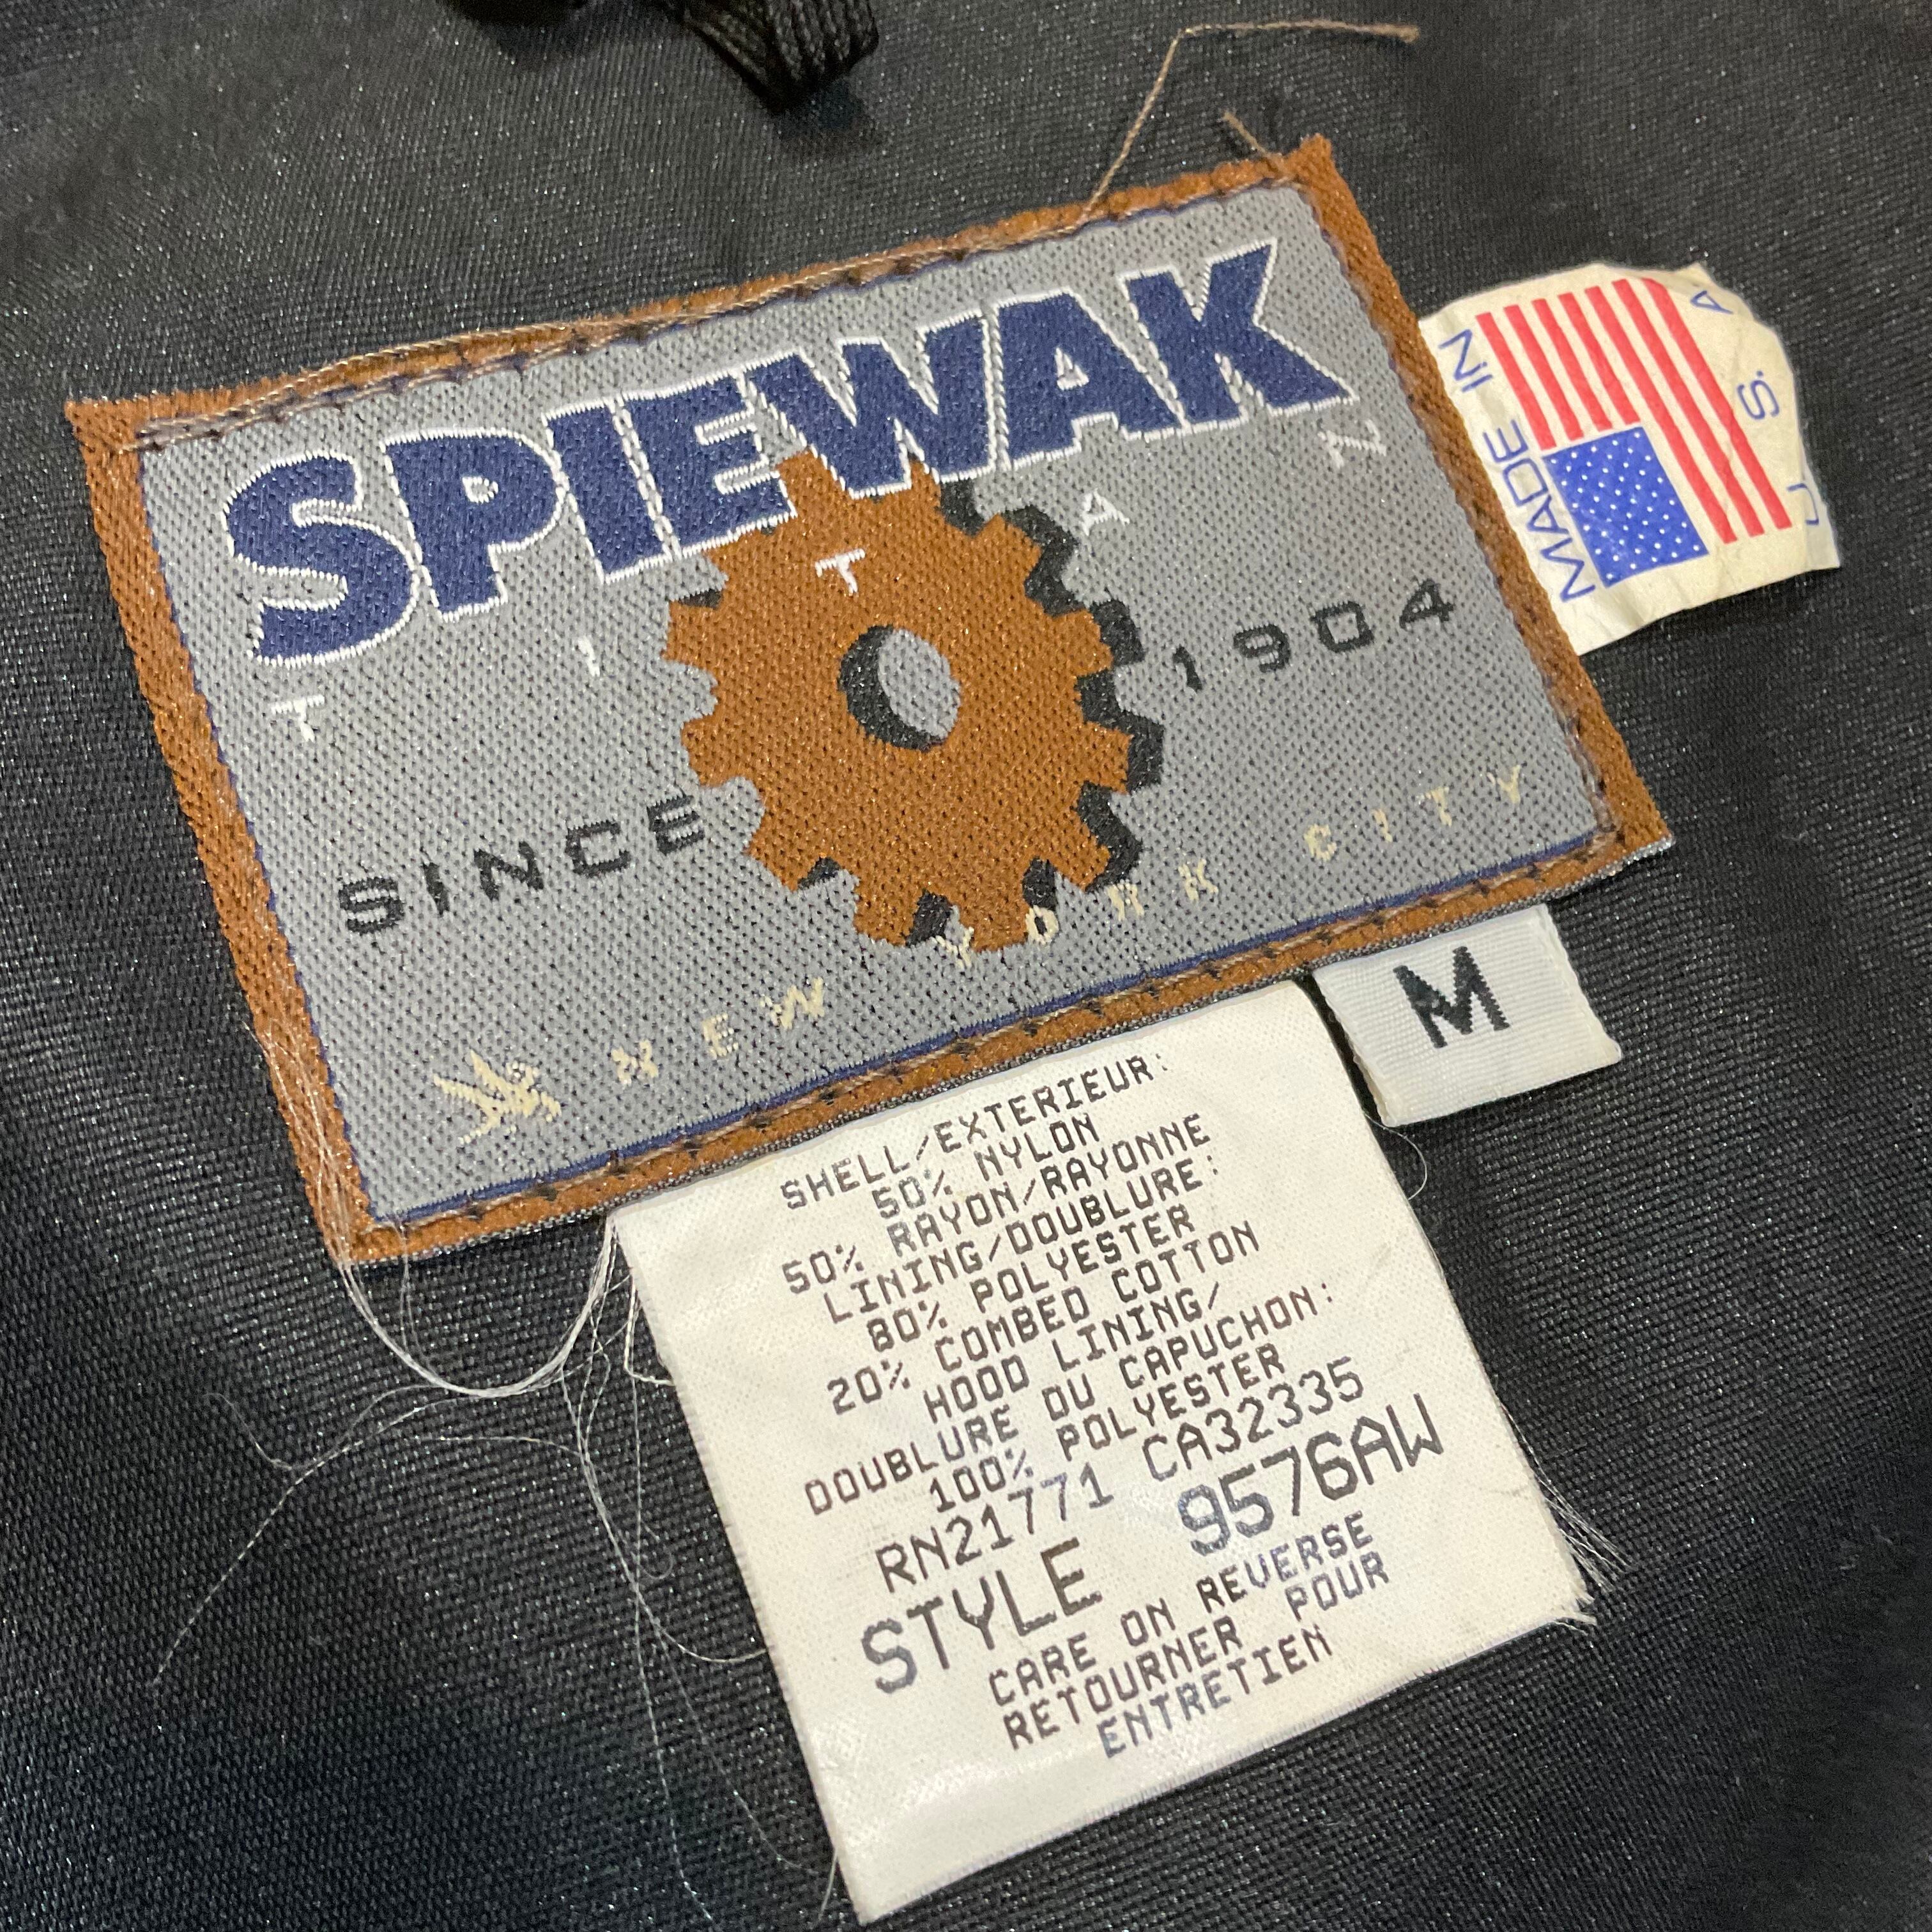 SPIEWAK
TITAN
SINCE 1904
NEW YORK CITY
MADE IN
U. S. A
M
SHELL/EXTERIEUR:
50% NYLON
50% RAYON/RAYONNE
LINING/DOUBLURE:
80% POLYESTER
20% COMBED COTTON
HOOD LINING/
DOUBLURE DU CAPUCHON:
100% POLYESTER
RN21771 CA32335
STYLE 9576AW
CARE ON REVERSE
RETOURNER POUR
ENTRETIEN